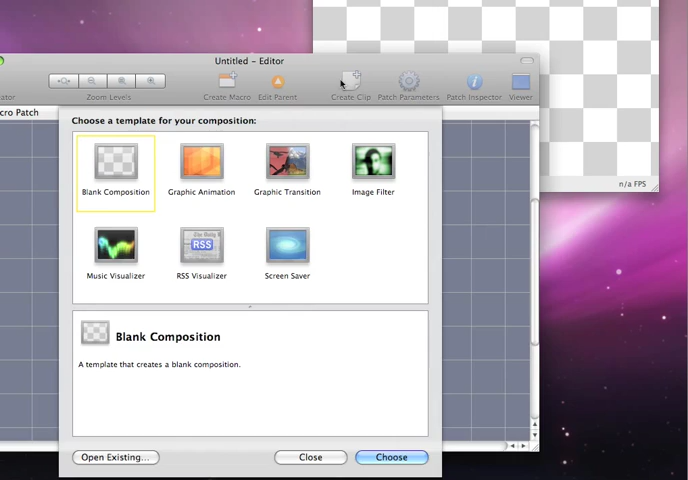 Untitled – Editor
ator
Zoom Levels
Create Macro
Edit Parent
Create Clip
Patch Parameters
Patch Inspector
Viewer
cro Patch
Choose a template for your composition:
Blank Composition
Graphic Animation
Graphic Transition
Image Filter
n/a FPS
RSS
Music Visualizer
RSS Visualizer
Screen Saver
Blank Composition
A template that creates a blank composition.
Open Existing...
Close
Choose